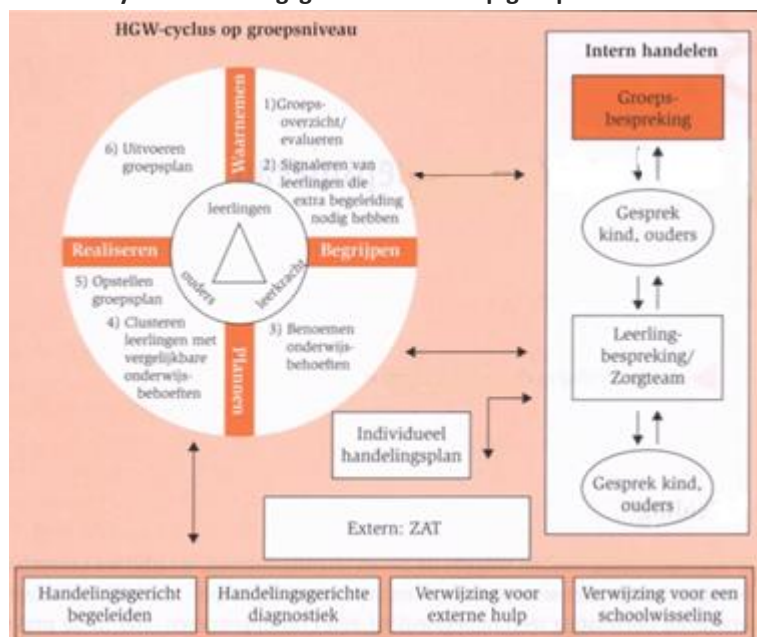 HGW-cyclus op groepsniveau
Waarnemen
1)Groeps-
overzicht/
evalueren
2) Signaleren van
leerlingen die
extra begeleiding
nodig hebben
Begrijpen
3) Benoemen
onderwijs-
behoeften
Plannen
4) Clusteren
leerlingen met
vergelijkbare
onderwijs-
behoeften
5) Opstellen
groepsplan
Realiseren
6) Uitvoeren
groepsplan
leerlingen
ouders
leerkracht
Intern handelen
Groeps-
bespreking
Gesprek
kind, ouders
Leerling-
bespreking/
Zorgteam
Gesprek kind,
ouders
Individueel
handelingsplan
Extern: ZAT
Handelingsgericht
begeleiden
Handelingsgerichte
diagnostiek
Verwijzing voor
externe hulp
Verwijzing voor een
schoolwisseling